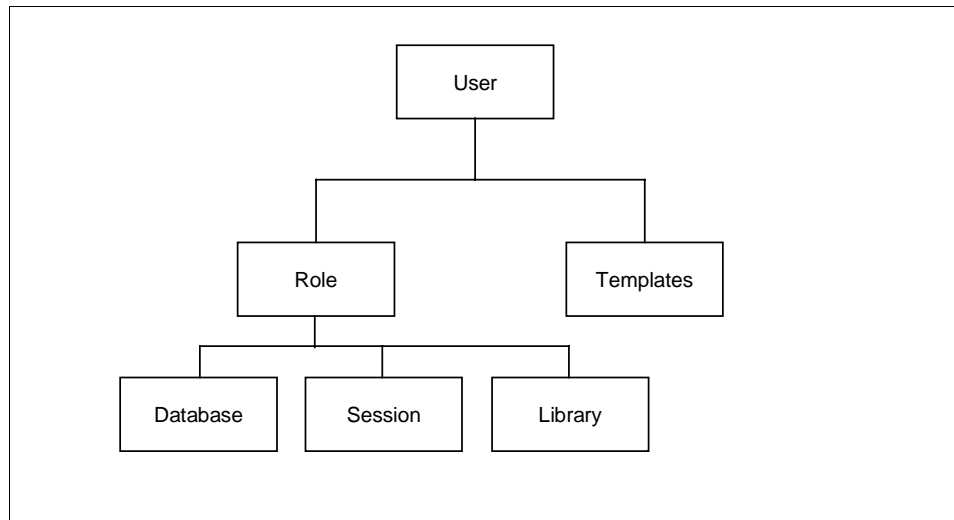 User
Role
Templates
Database
Session
Library